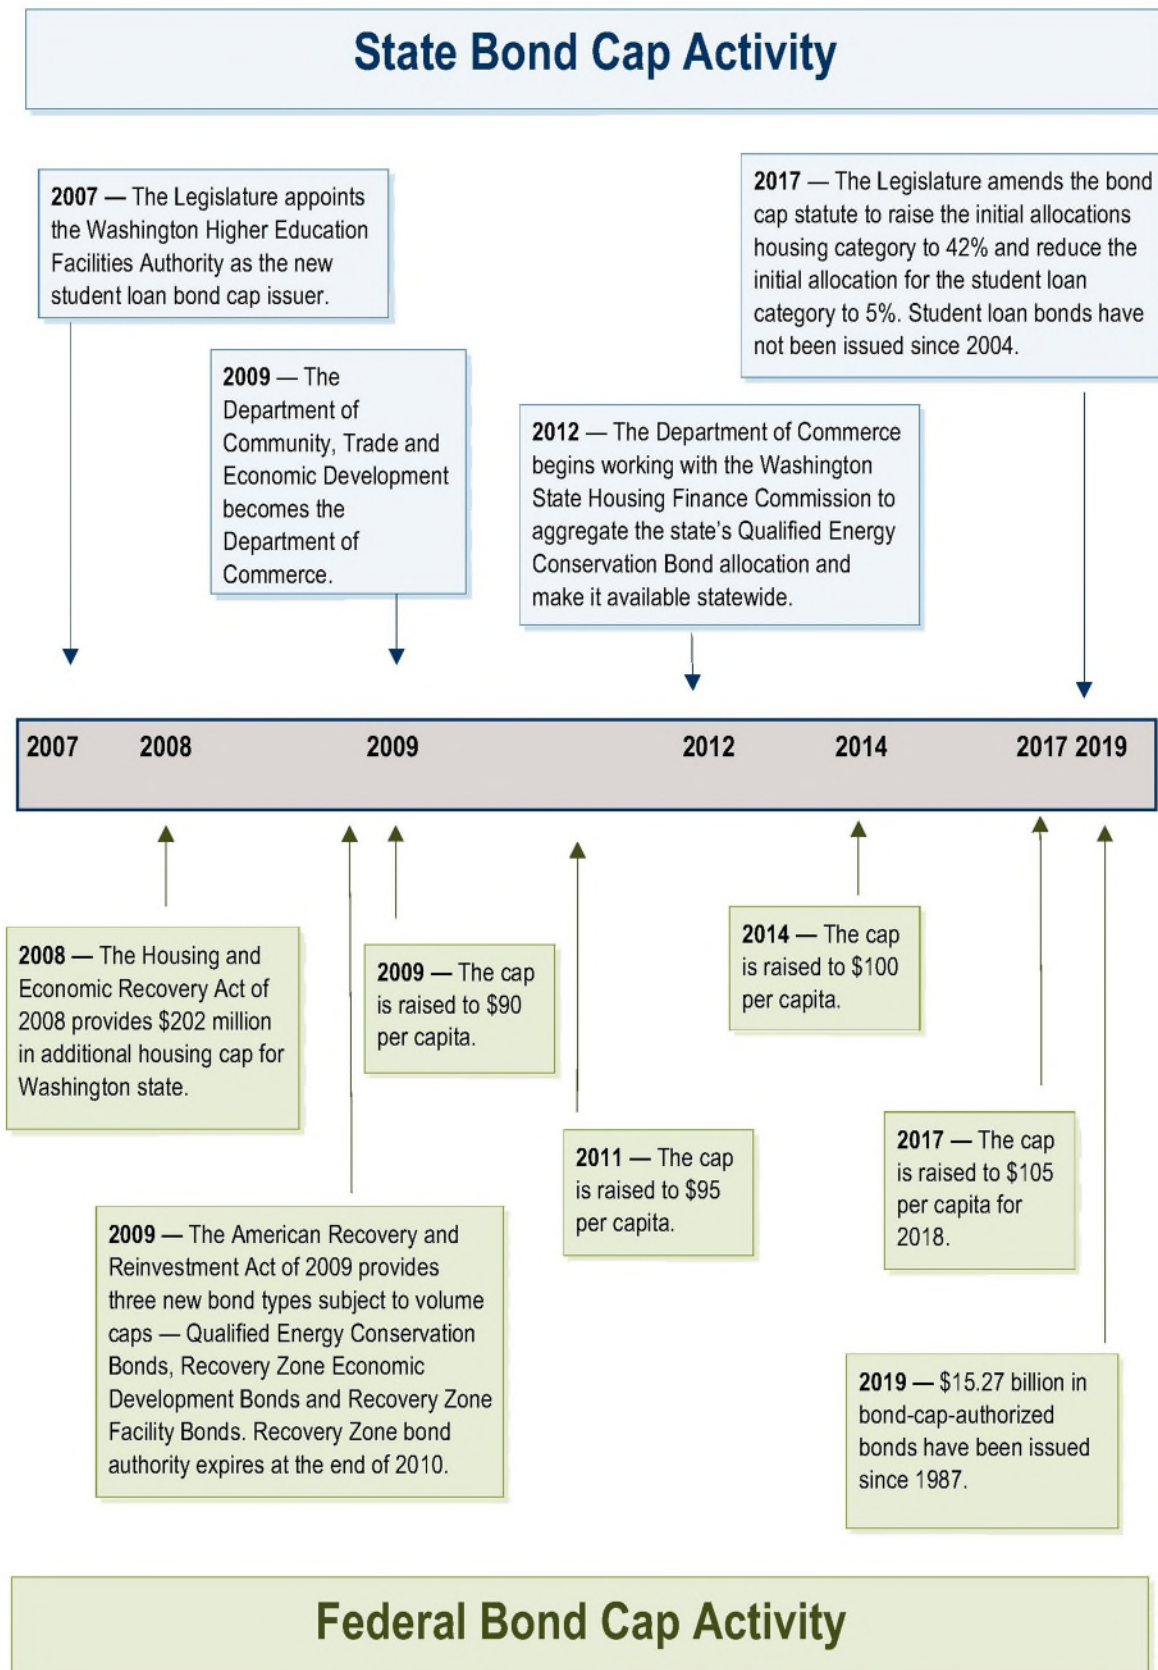 State Bond Cap Activity
2007 — The Legislature appoints
the Washington Higher Education
Facilities Authority as the new
student loan bond cap issuer.
2009 — The
Department of
Community, Trade and
Economic Development
becomes the
Department of
Commerce.
2012 — The Department of Commerce
begins working with the Washington
State Housing Finance Commission to
aggregate the state's Qualified Energy
Conservation Bond allocation and
make it available statewide.
2017 — The Legislature amends the bond
cap statute to raise the initial allocations
housing category to 42% and reduce the
initial allocation for the student loan
category to 5%. Student loan bonds have
not been issued since 2004.
2007 2008 2009 2012 2014 2017 2019
2008 — The Housing and
Economic Recovery Act of
2008 provides $202 million
in additional housing cap for
Washington state.
2009 — The American Recovery and
Reinvestment Act of 2009 provides
three new bond types subject to volume
caps — Qualified Energy Conservation
Bonds, Recovery Zone Economic
Development Bonds and Recovery Zone
Facility Bonds. Recovery Zone bond
authority expires at the end of 2010.
2009 — The cap
is raised to $90
per capita.
2011 — The cap
is raised to $95
per capita.
2014 — The cap
is raised to $100
per capita.
2017 — The cap
is raised to $105
per capita for
2018.
2019 — $15.27 billion in
bond-cap-authorized
bonds have been issued
since 1987.
Federal Bond Cap Activity